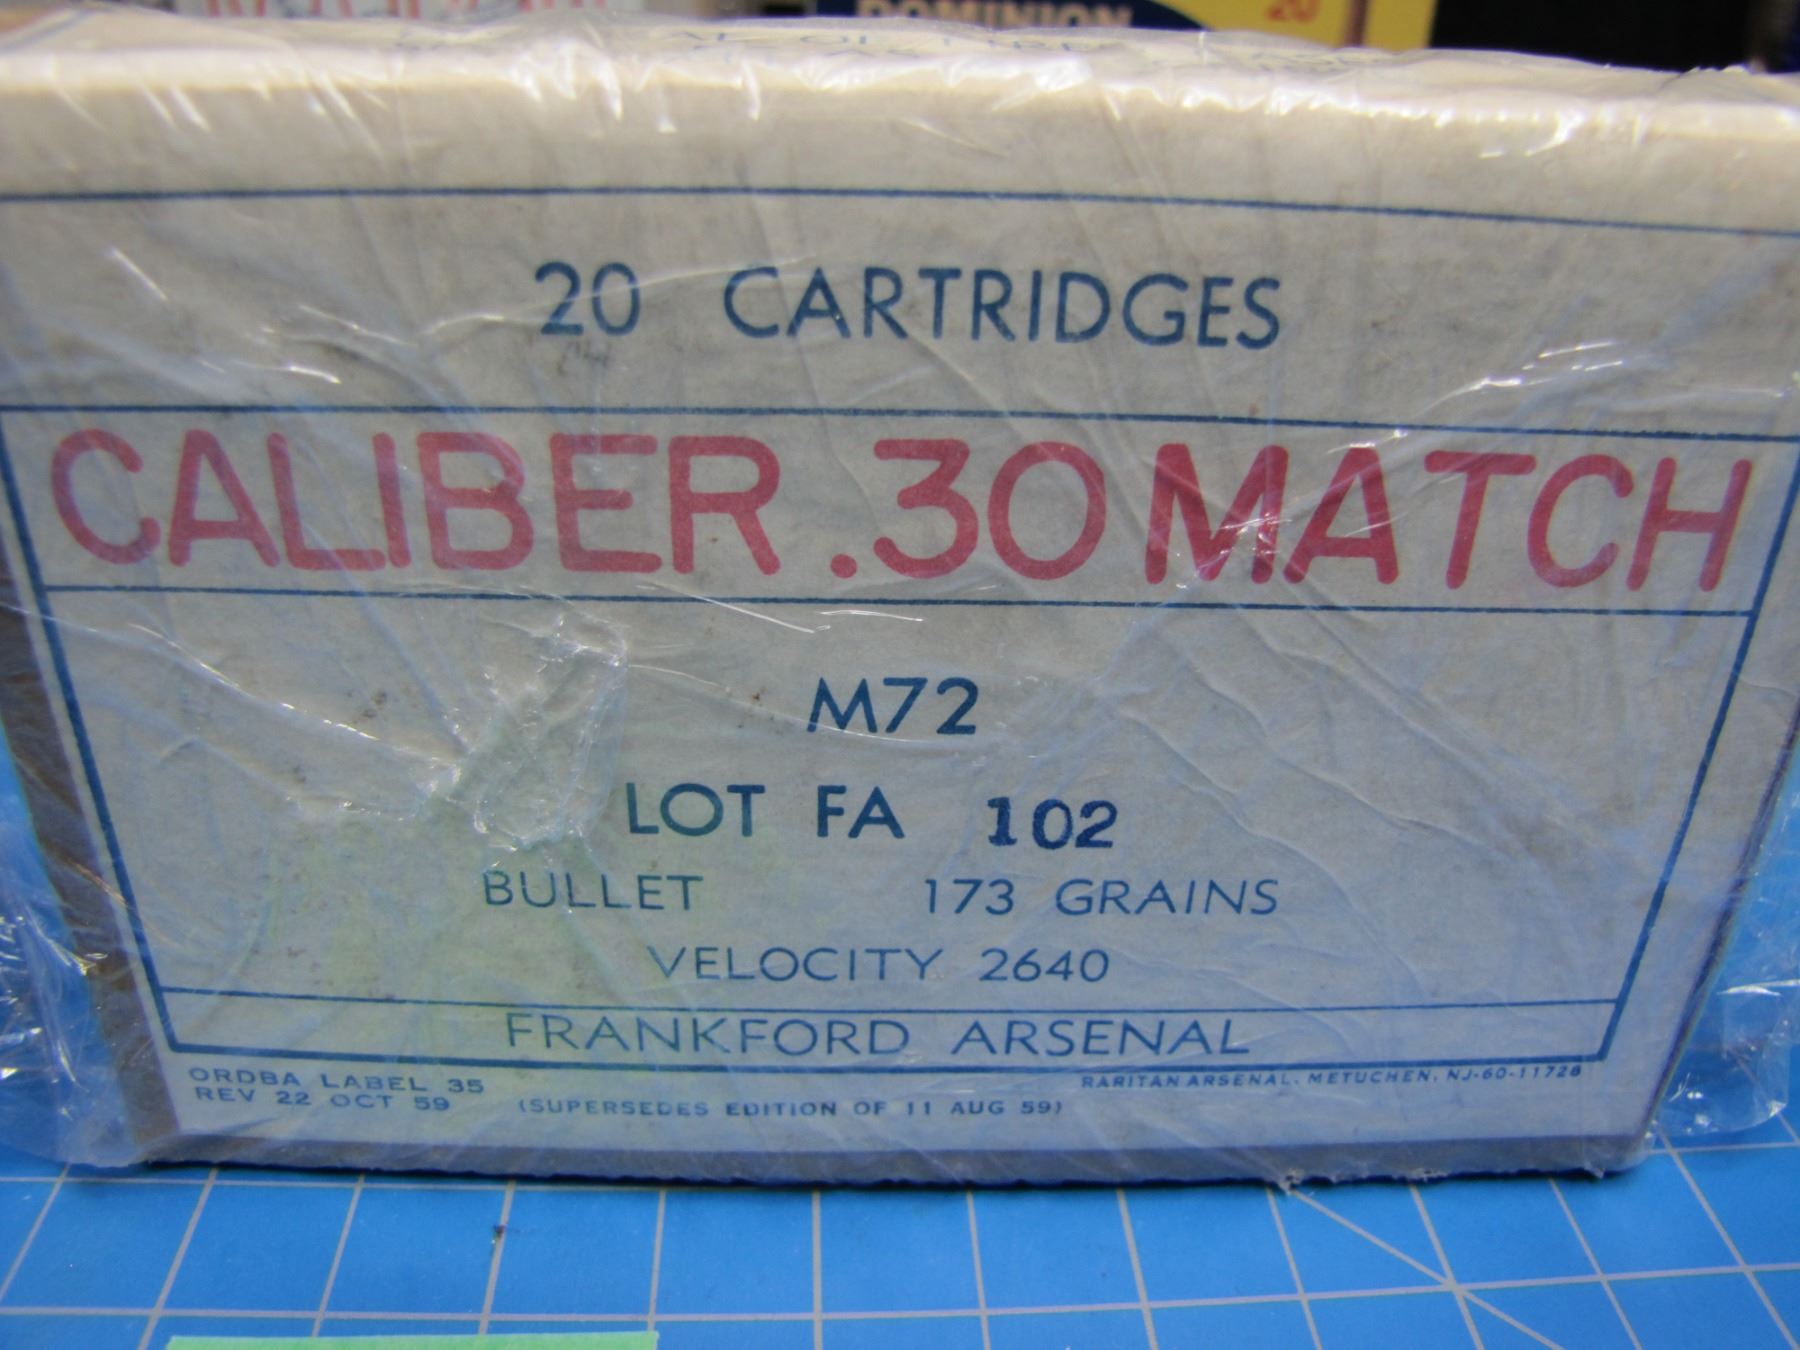 DOMINION
20
20 CARTRIDGES
CALIBER .30 MATCH
M72
LOT FA 102
BULLET 173 GRAINS
VELOCITY 2640
FRANKFORD ARSENAL
ORDBA LABEL 35
REV 22 OCT 59
(SUPERSEDES EDITION OF 11 AUG 59)
RARITAN ARSENAL, METUCHEN, NJ-60-11728